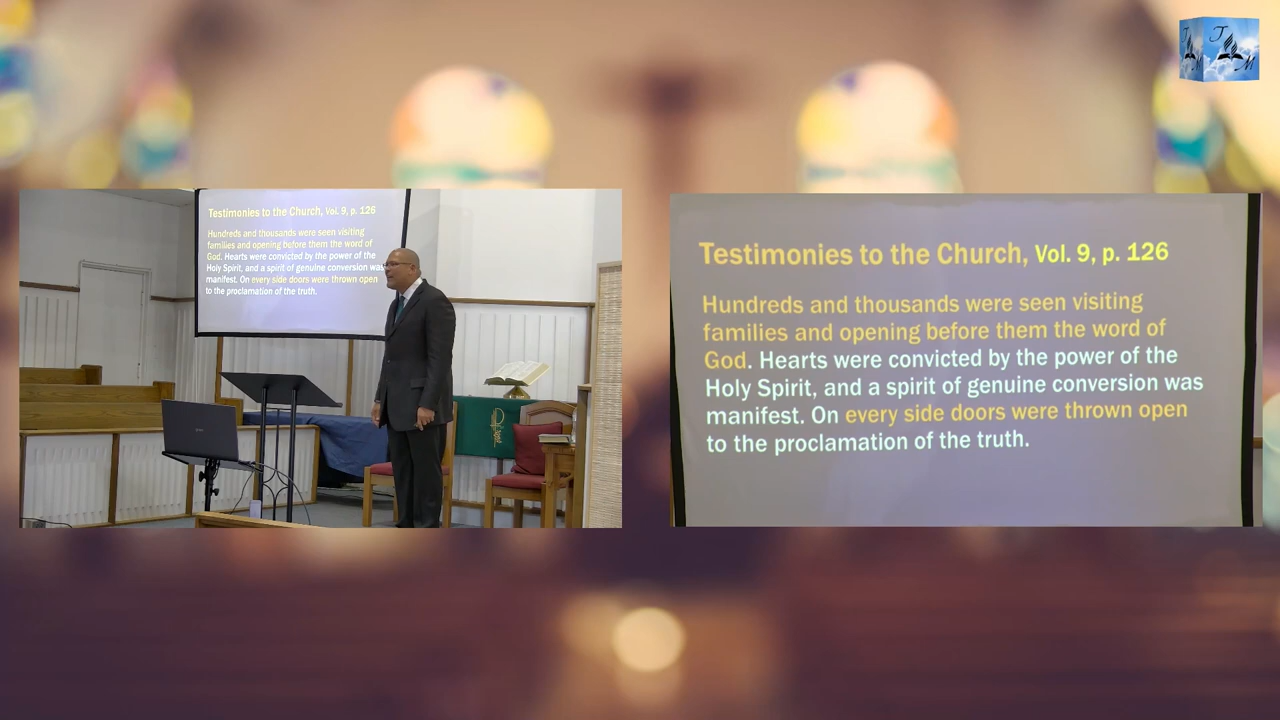 Testimonies to the Church, Vol. 9, p. 126
Hundreds and thousands were seen visiting
families and opening before them the word of
God. Hearts were convicted by the power of the
Holy Spirit, and a spirit of genuine conversion was
manifest. On every side doors were thrown open
to the proclamation of the truth.
Testimonies to the Church, Vol. 9, p. 126
Hundreds and thousands were seen visiting
families and opening before them the word of
God. Hearts were convicted by the power of the
Holy Spirit, and a spirit of genuine conversion was
manifest. On every side doors were thrown open
to the proclamation of the truth.
T
M